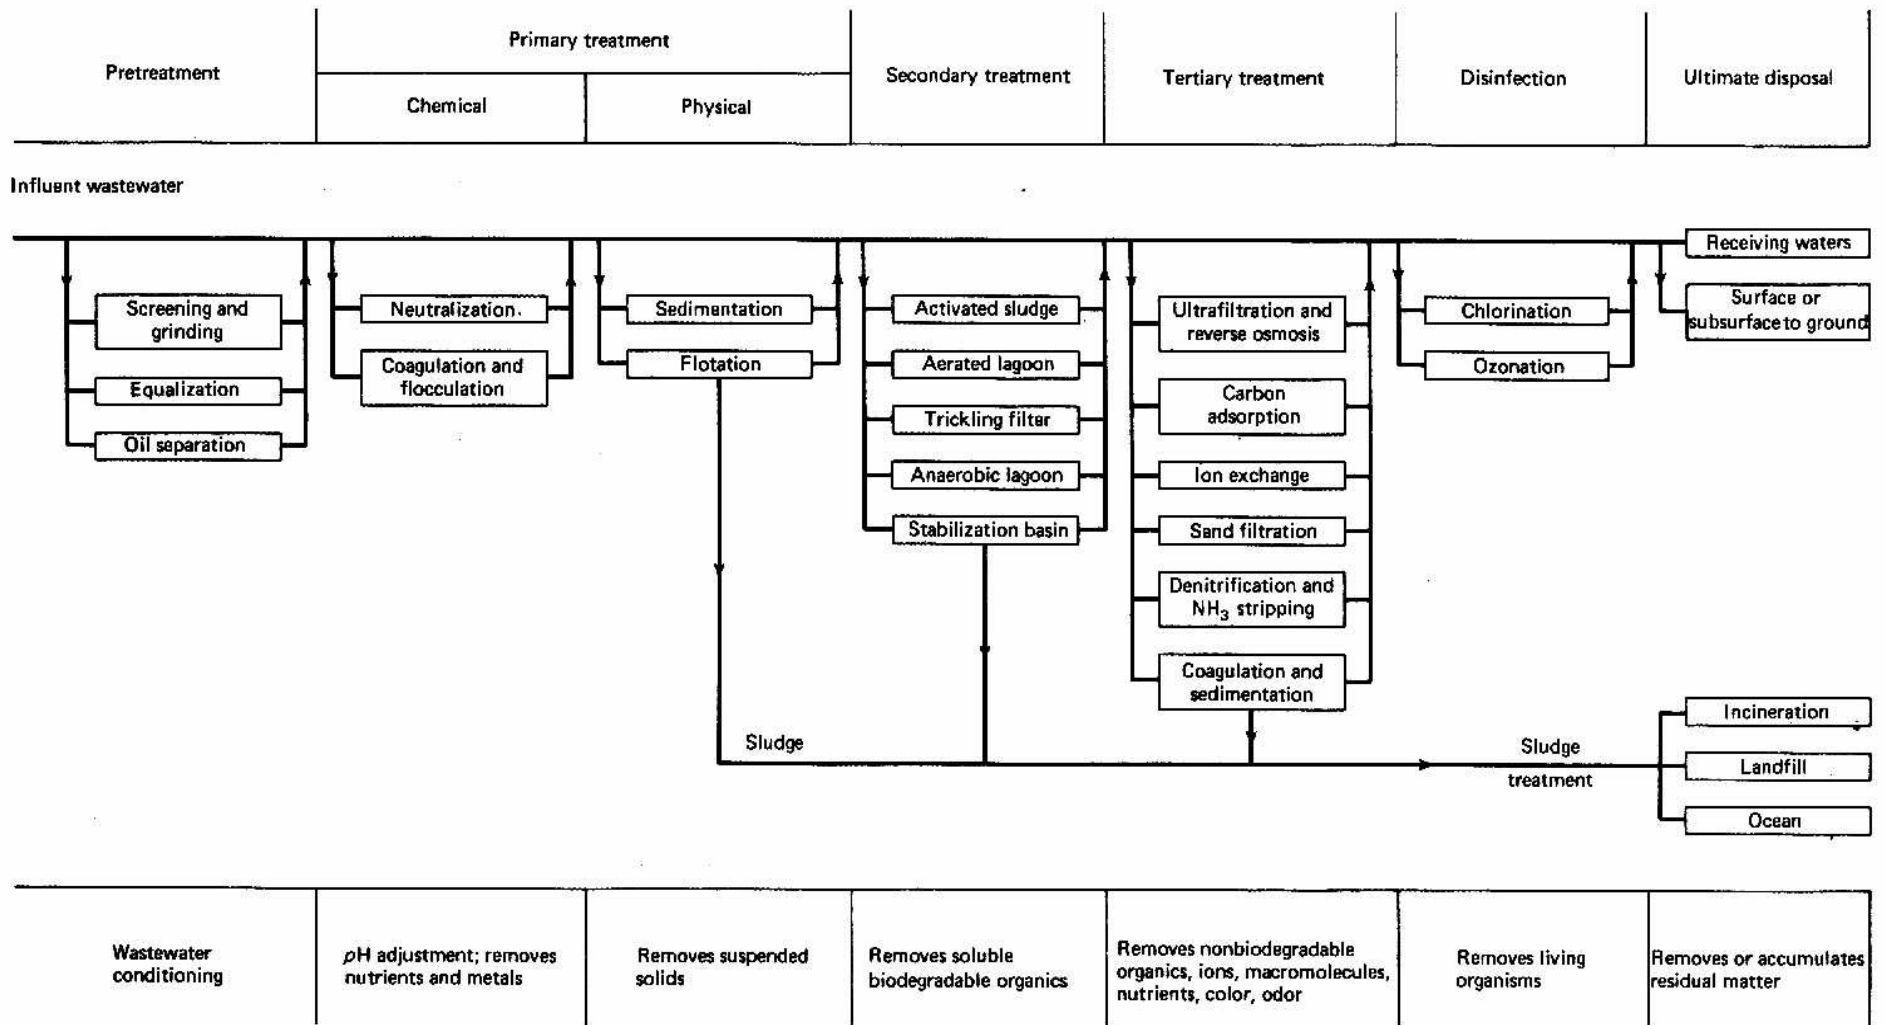 Pretreatment
Primary treatment
Chemical
Physical
Secondary treatment
Tertiary treatment
Disinfection
Ultimate disposal
Influent wastewater
Screening and
grinding
Equalization
Oil separation
Neutralization
Coagulation and
flocculation
Sedimentation
Flotation
Activated sludge
Aerated lagoon
Trickling filter
Anaerobic lagoon
Stabilization basin
Ultrafiltration and
reverse osmosis
Carbon
adsorption
Ion exchange
Sand filtration
Denitrification and
NH3 stripping
Coagulation and
sedimentation
Chlorination
Ozonation
Receiving waters
Surface or
subsurface to ground
Sludge
Sludge
treatment
Incineration
Landfill
Ocean
Wastewater
conditioning
pH adjustment; removes
nutrients and metals
Removes suspended
solids
Removes soluble
biodegradable organics
Removes nonbiodegradable
organics, ions, macromolecules,
nutrients, color, odor
Removes living
organisms
Removes or accumulates
residual matter